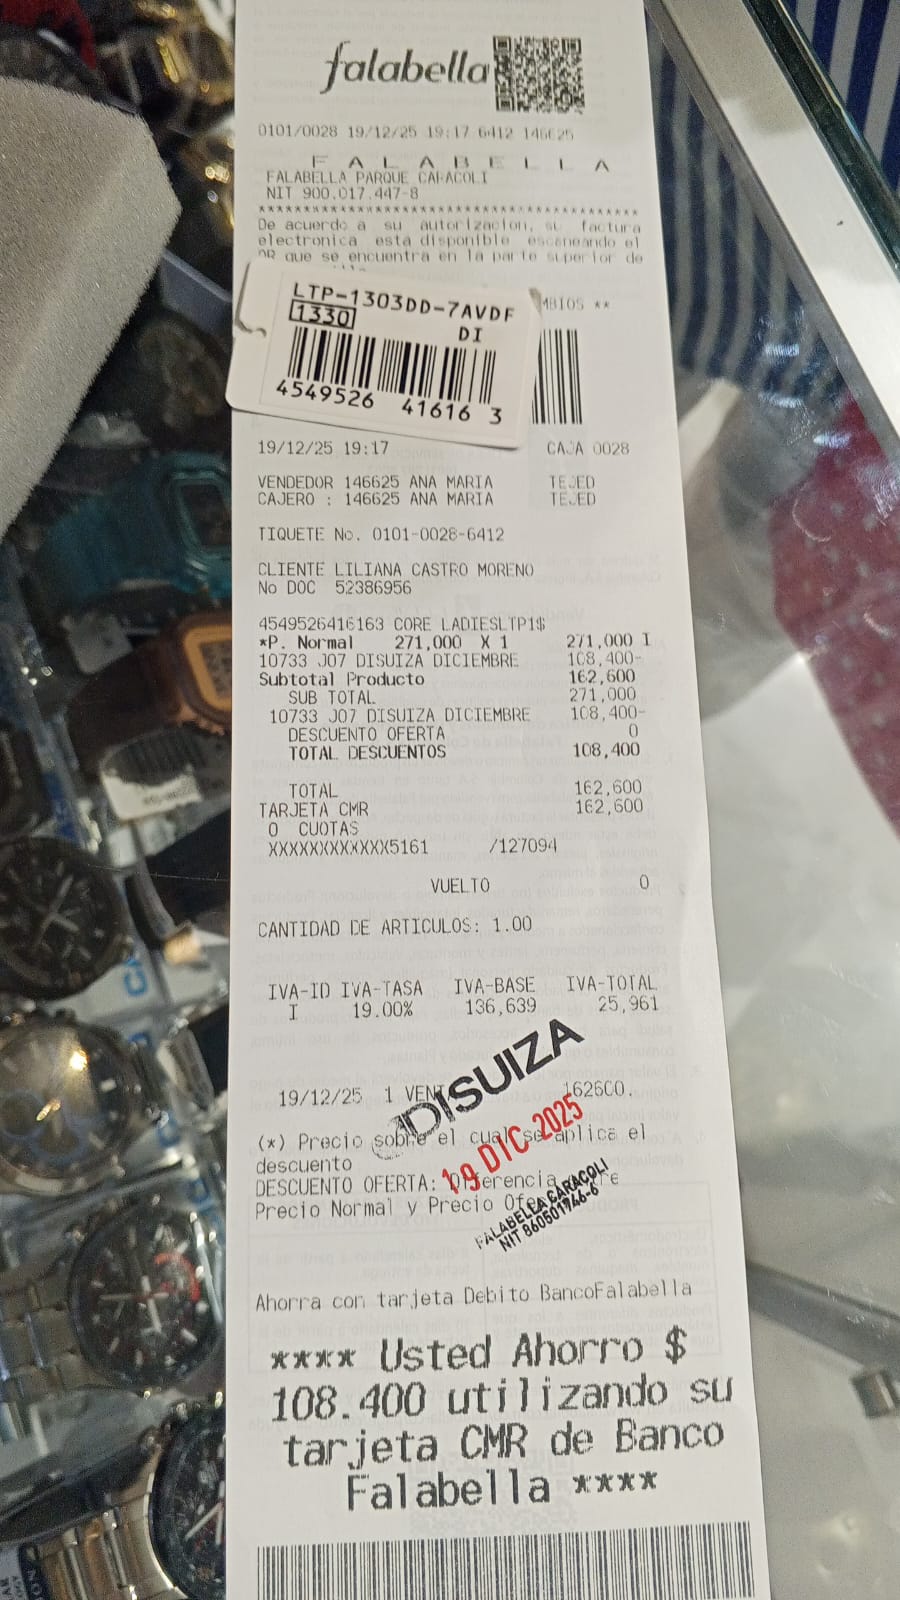 falabella
0101/0028 19/12/25 19:17 6412 146625
F A L A B E L L A
FALABELLA PARQUE CARACOLI
NIT 900.017.447-8
****************************************
De acuerdo a su autorizacion, su factura
electronica esta disponible escaneando el
QR que se encuentra en la parte superior de
MBIOS **
LTP-1303DD-7AVDF
1330
DI
4549526 41616 3
19/12/25 19:17 CAJA 0028
VENDEDOR 146625 ANA MARIA TEJED
CAJERO : 146625 ANA MARIA TEJED
TIQUETE No. 0101-0028-6412
CLIENTE LILIANA CASTRO MORENO
No DOC 52386956
4549526416163 CORE LADIESLTP1$
*P. Normal 271,000 X 1 271,000 I
10733 J07 DISUIZA DICIEMBRE 108,400-
Subtotal Producto 162,600
SUB TOTAL 271,000
10733 J07 DISUIZA DICIEMBRE 108,400-
DESCUENTO OFERTA 0
TOTAL DESCUENTOS 108,400
TOTAL 162,600
TARJETA CMR 162,600
0 CUOTAS
XXXXXXXXXXXX5161 /127094
VUELTO 0
CANTIDAD DE ARTICULOS: 1.00
IVA-ID IVA-TASA IVA-BASE IVA-TOTAL
I 19.00% 136,639 25,961
DISUIZA
19/12/25 1 VENT 162600.
19 DIC 2025
(*) Precio sobre el cual se aplica el
descuento
DESCUENTO OFERTA: Diferencia
Precio Normal y Precio
FALABELLA CARACOLI
NIT 860501746-6
Ahorra con tarjeta Debito BancoFalabella
**** Usted Ahorro $
108.400 utilizando su
tarjeta CMR de Banco
Falabella ****